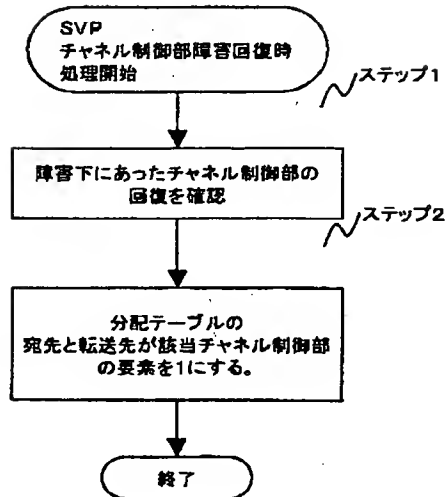 SVP
チャネル制御部障害回復時
処理開始
ステップ1
障害下にあったチャネル制御部の
回復を確認
ステップ2
分配テーブルの
宛先と転送先が該当チャネル制御部
の要素を1にする。
終了